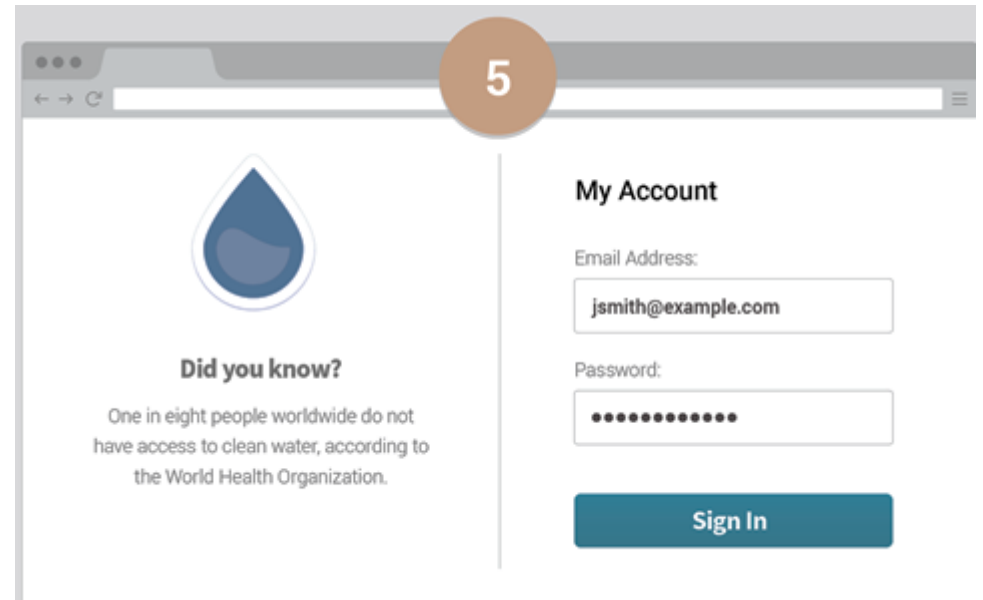 5
Did you know?
One in eight people worldwide do not
have access to clean water, according to
the World Health Organization.
My Account
Email Address:
jsmith@example.com
Password:
●●●●●●●●●●●●
Sign In